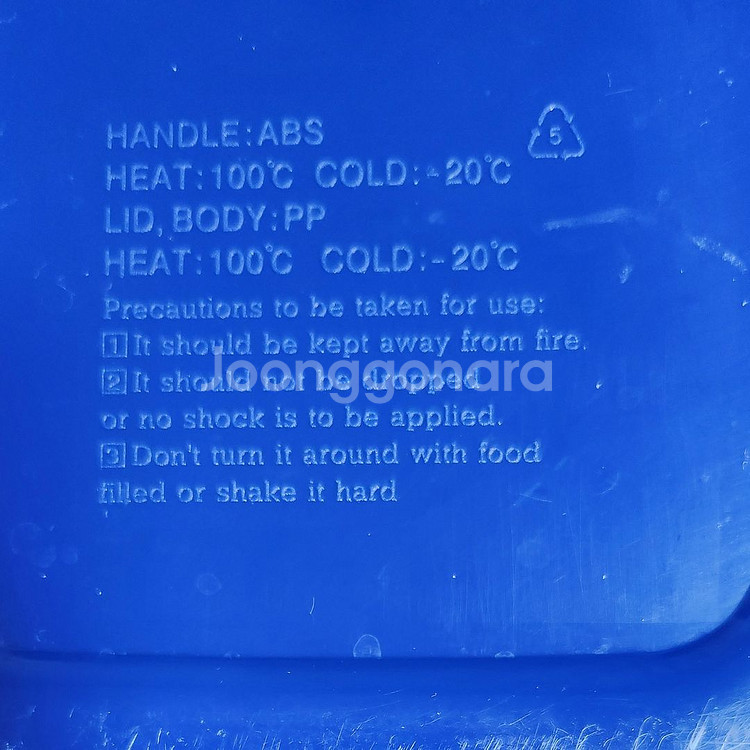 HANDLE:ABS
5
HEAT:100℃ COLD:-20℃
LID, BODY:PP
HEAT:100℃ COLD:-20℃
Precautions to be taken for use:
1 It should be kept away from fire.
2 It should not be dropped
Joonggonara
or no shock is to be applied.
3 Don't turn it around with food
filled or shake it hard